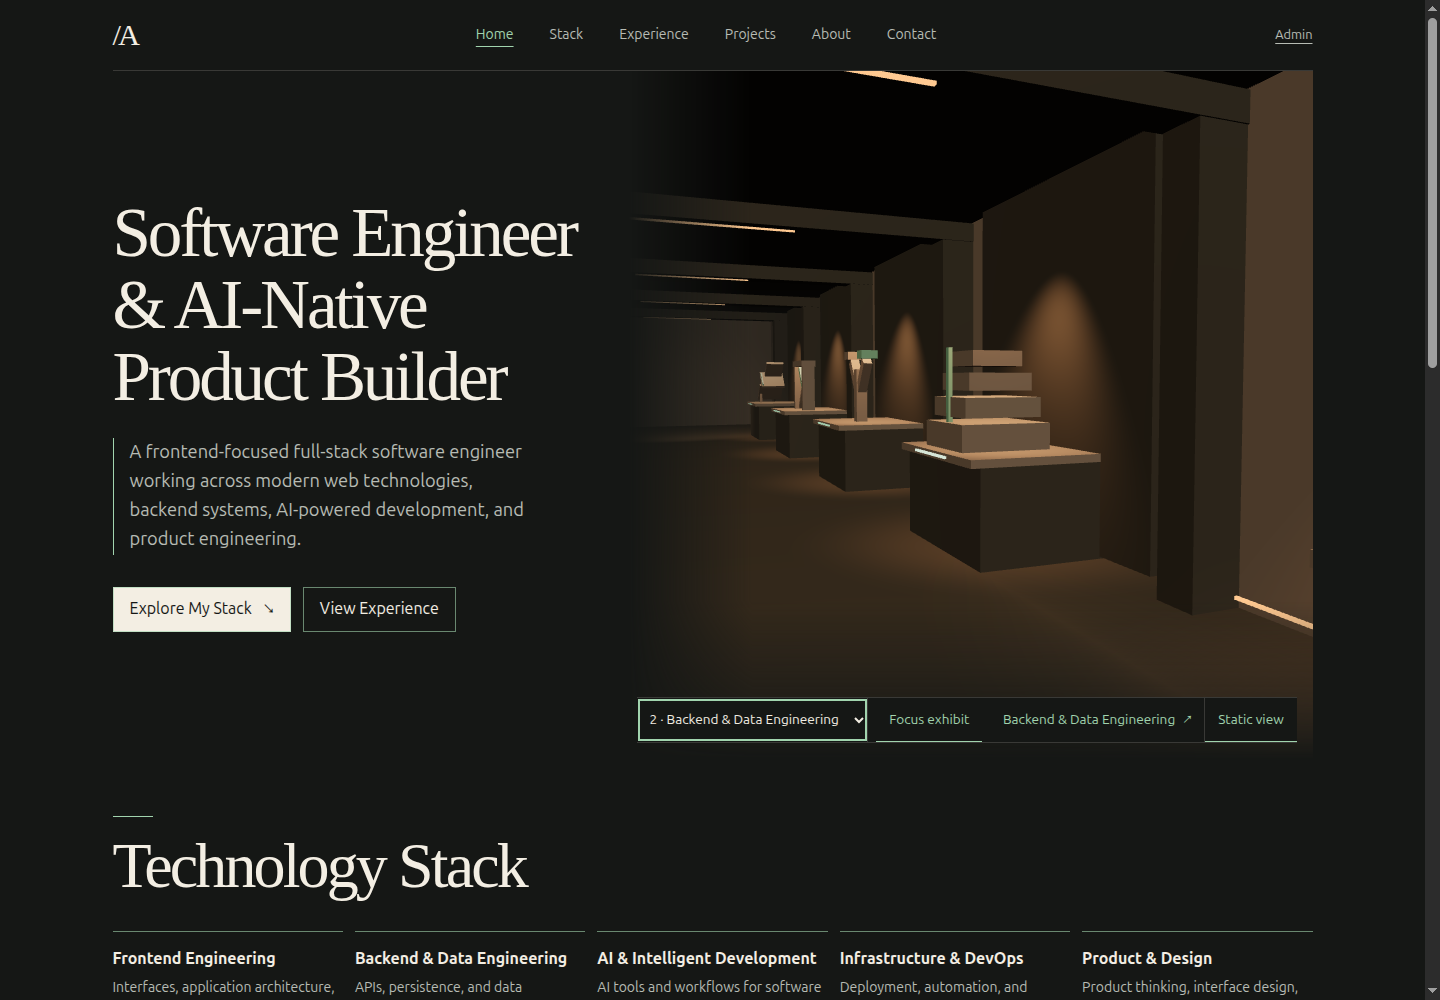 /A
Home
Stack
Experience
Projects
About
Contact
Admin
Software Engineer
& AI-Native
Product Builder
A frontend-focused full-stack software engineer
working across modern web technologies,
backend systems, AI-powered development, and
product engineering.
Explore My Stack ↘
View Experience
2 · Backend & Data Engineering
Focus exhibit
Backend & Data Engineering ↗
Static view
Technology Stack
Frontend Engineering
Interfaces, application architecture,
Backend & Data Engineering
APIs, persistence, and data
AI & Intelligent Development
AI tools and workflows for software
Infrastructure & DevOps
Deployment, automation, and
Product & Design
Product thinking, interface design,